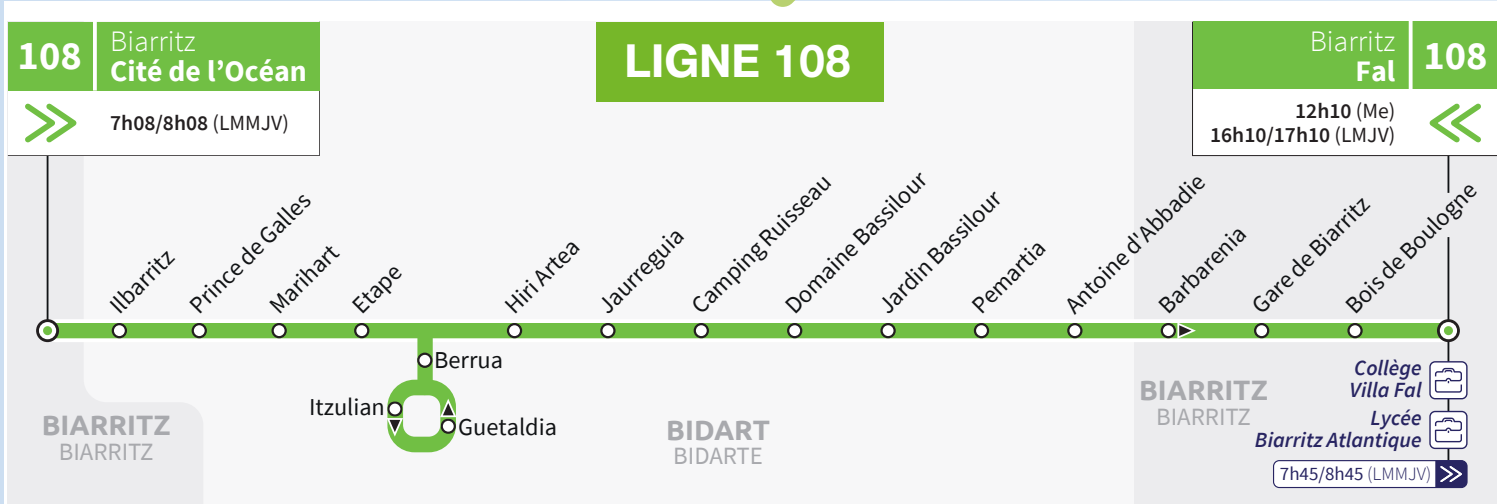 108
Biarritz
Cité de l'Océan
7h08/8h08 (LMMJV)
LIGNE 108
Biarritz
Fal
108
12h10 (Me)
16h10/17h10 (LMJV)
Ilbarritz
Prince de Galles
Marihart
Etape
Hiri Artea
Jaurreguia
Camping Ruisseau
Domaine Bassilour
Jardin Bassilour
Pemartia
Antoine d'Abbadie
Barbarenia
Gare de Biarritz
Bois de Boulogne
Berrua
Itzulian
Guetaldia
BIARRITZ
BIARRITZ
BIDART
BIDARTE
BIARRITZ
BIARRITZ
Collège
Villa Fal
Lycée
Biarritz Atlantique
7h45/8h45 (LMMJV)